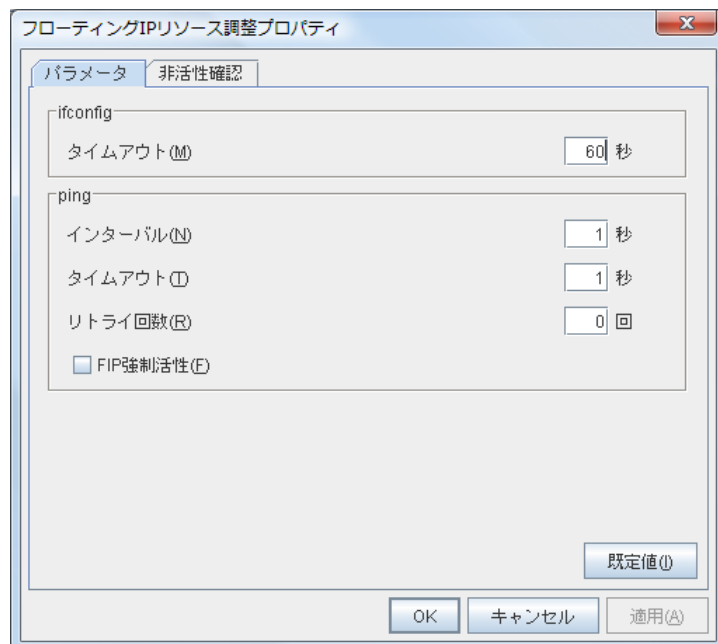 フローティングIPリソース調整プロパティ
パラメータ 非活性確認
ifconfig
タイムアウト(M) 60 秒
ping
インターバル(N) 1 秒
タイムアウト(T) 1 秒
リトライ回数(R) 0 回
FIP強制活性(F)
既定値(I)
OK キャンセル 適用(A)